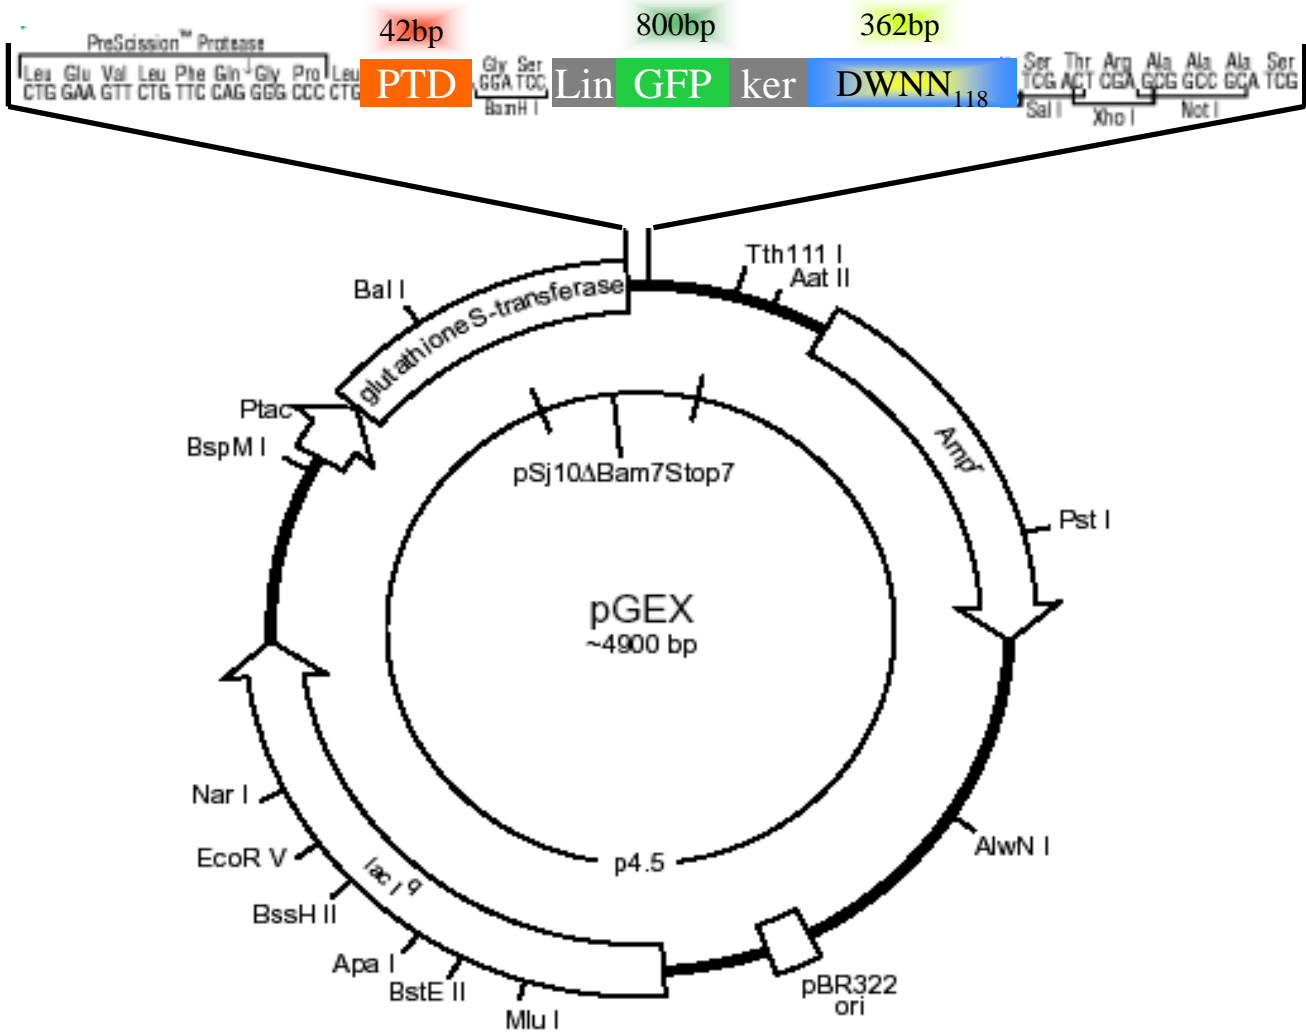 42bp 800bp 362bp
PreScission™ Protease
Leu Glu Val Leu Phe Gln Gly Pro Leu
CTG GAA GTT CTG TTC CAG GGG CCC CTG
PTD
Gly Ser
GGA TCC
BamH I
Lin GFP ker DWNN118
Ser Thr Arg Ala Ala Ala Ser
TCG ACT CGA GCG GCC GCA TCG
Sal I Xho I Not I
Tth111 I
Aat II
Bal I
glutathione S-transferase
Ptac
BspM I
pSj10ΔBam7Stop7
Ampr
Pst I
pGEX
~4900 bp
Nar I
EcoR V
BssH II
Apa I
BstE II
Mlu I
lac Iq
p4.5
AlwN I
pBR322
ori